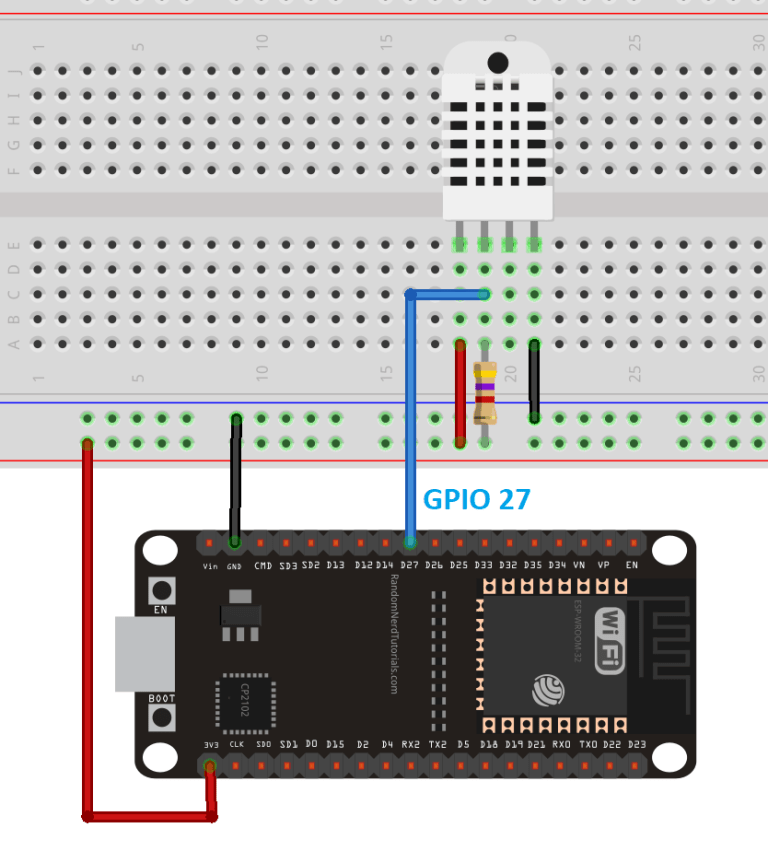 1 5 10 15 20 25 30
J
I
H
G
F
E
D
C
B
A
1 5 10 15 20 25 30
GPIO 27
Vin GND CMD SD3 SD2 D13 D12 D14 D27 D26 D25 D33 D32 D35 D34 VN VP EN
EN
RandomNerdTutorials.com
ESP-WROOM-32
WiFi
CP2102
BOOT
3V3 CLK SD0 SD1 D0 D15 D2 D4 RX2 TX2 D5 D18 D19 D21 RX0 TX0 D22 D23